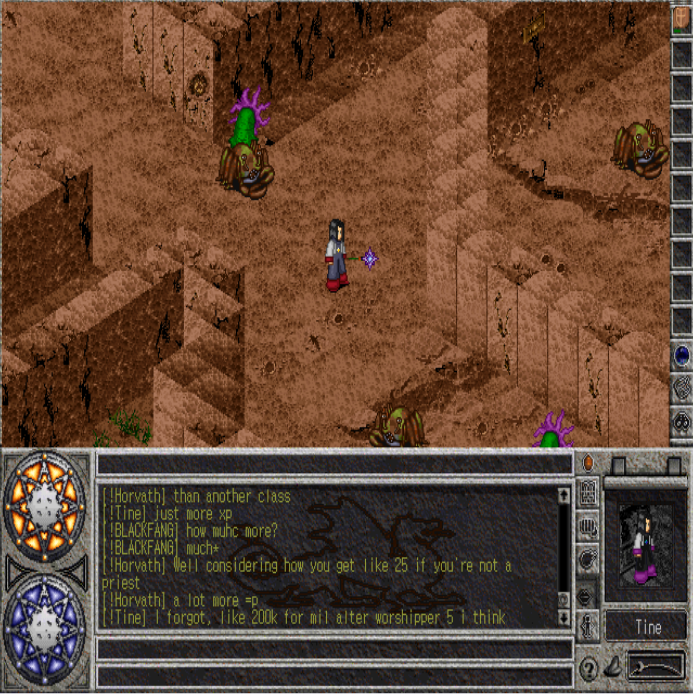 [!Horvath] than another class
[!Tine] just more xp
[!BLACKFANG] how muhc more?
[!BLACKFANG] much*
[!Horvath] Well considering how you get like 25 if you're not a
priest
[!Horvath] a lot more =p
[!Tine] I forgot, like 200k for mil alter worshipper 5 i think
Tine